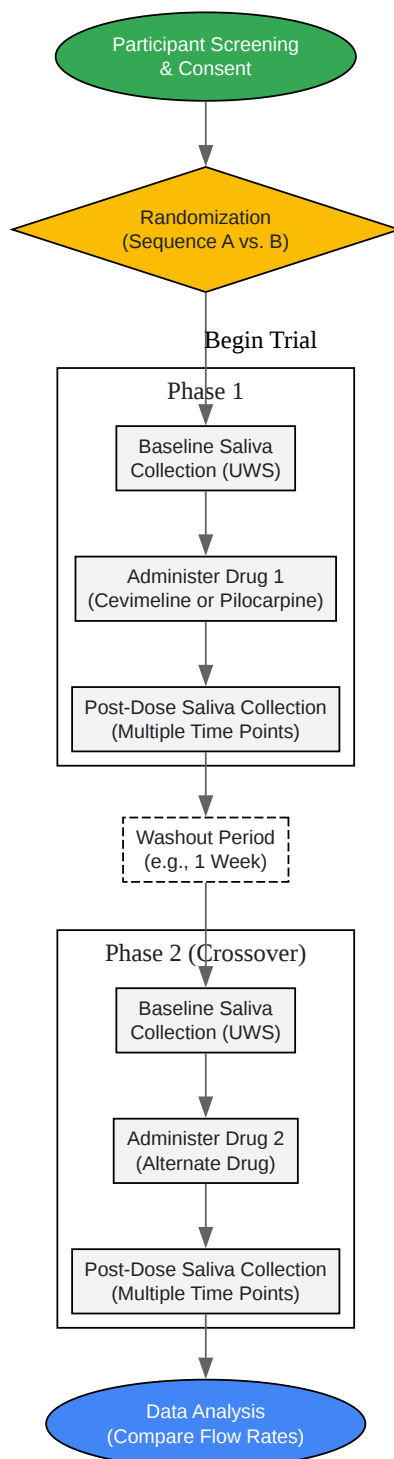 Participant Screening
& Consent
Randomization
(Sequence A vs. B)
Begin Trial
Phase 1
Baseline Saliva
Collection (UWS)
Administer Drug 1
(Cevimeline or Pilocarpine)
Post-Dose Saliva Collection
(Multiple Time Points)
Washout Period
(e.g., 1 Week)
Phase 2 (Crossover)
Baseline Saliva
Collection (UWS)
Administer Drug 2
(Alternate Drug)
Post-Dose Saliva Collection
(Multiple Time Points)
Data Analysis
(Compare Flow Rates)